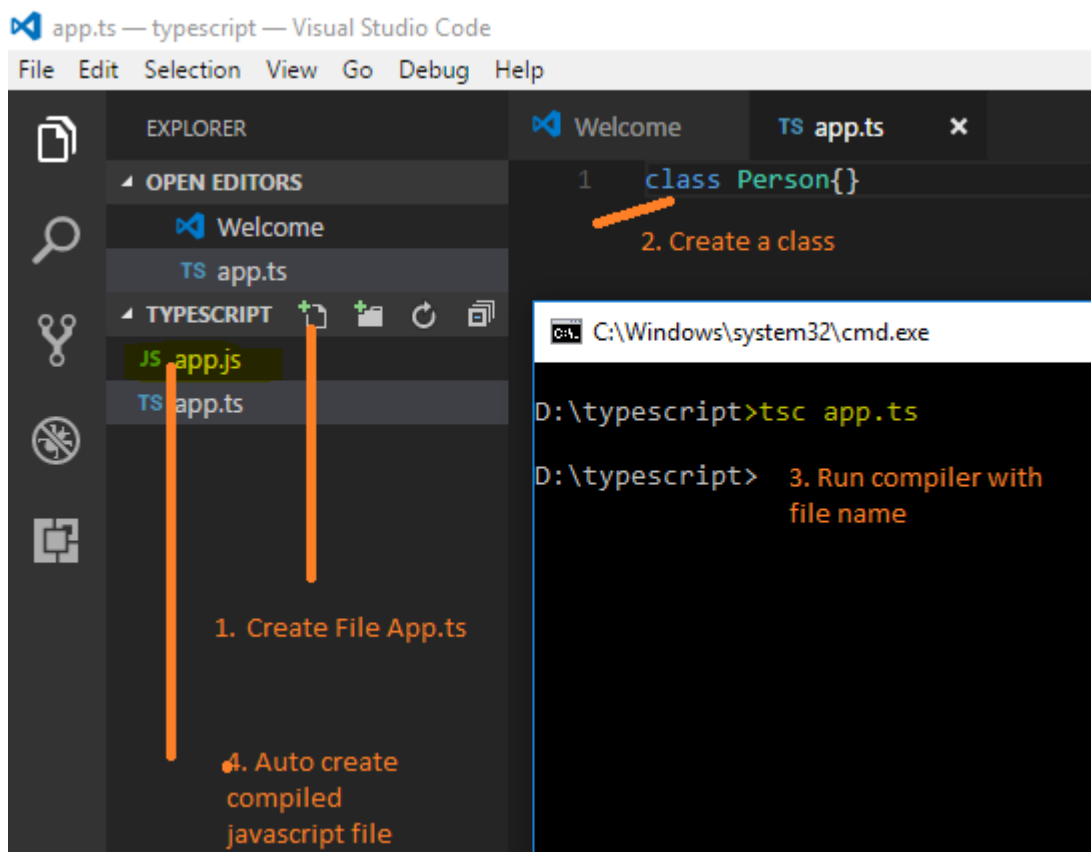 app.ts — typescript — Visual Studio Code
File Edit Selection View Go Debug Help
EXPLORER
OPEN EDITORS
Welcome
TS app.ts
TYPESCRIPT
JS app.js
TS app.ts
Welcome TS app.ts
1 class Person{}
2. Create a class
C:\Windows\system32\cmd.exe
D:\typescript>tsc app.ts
D:\typescript>
3. Run compiler with
file name
1. Create File App.ts
4. Auto create
compiled
javascript file